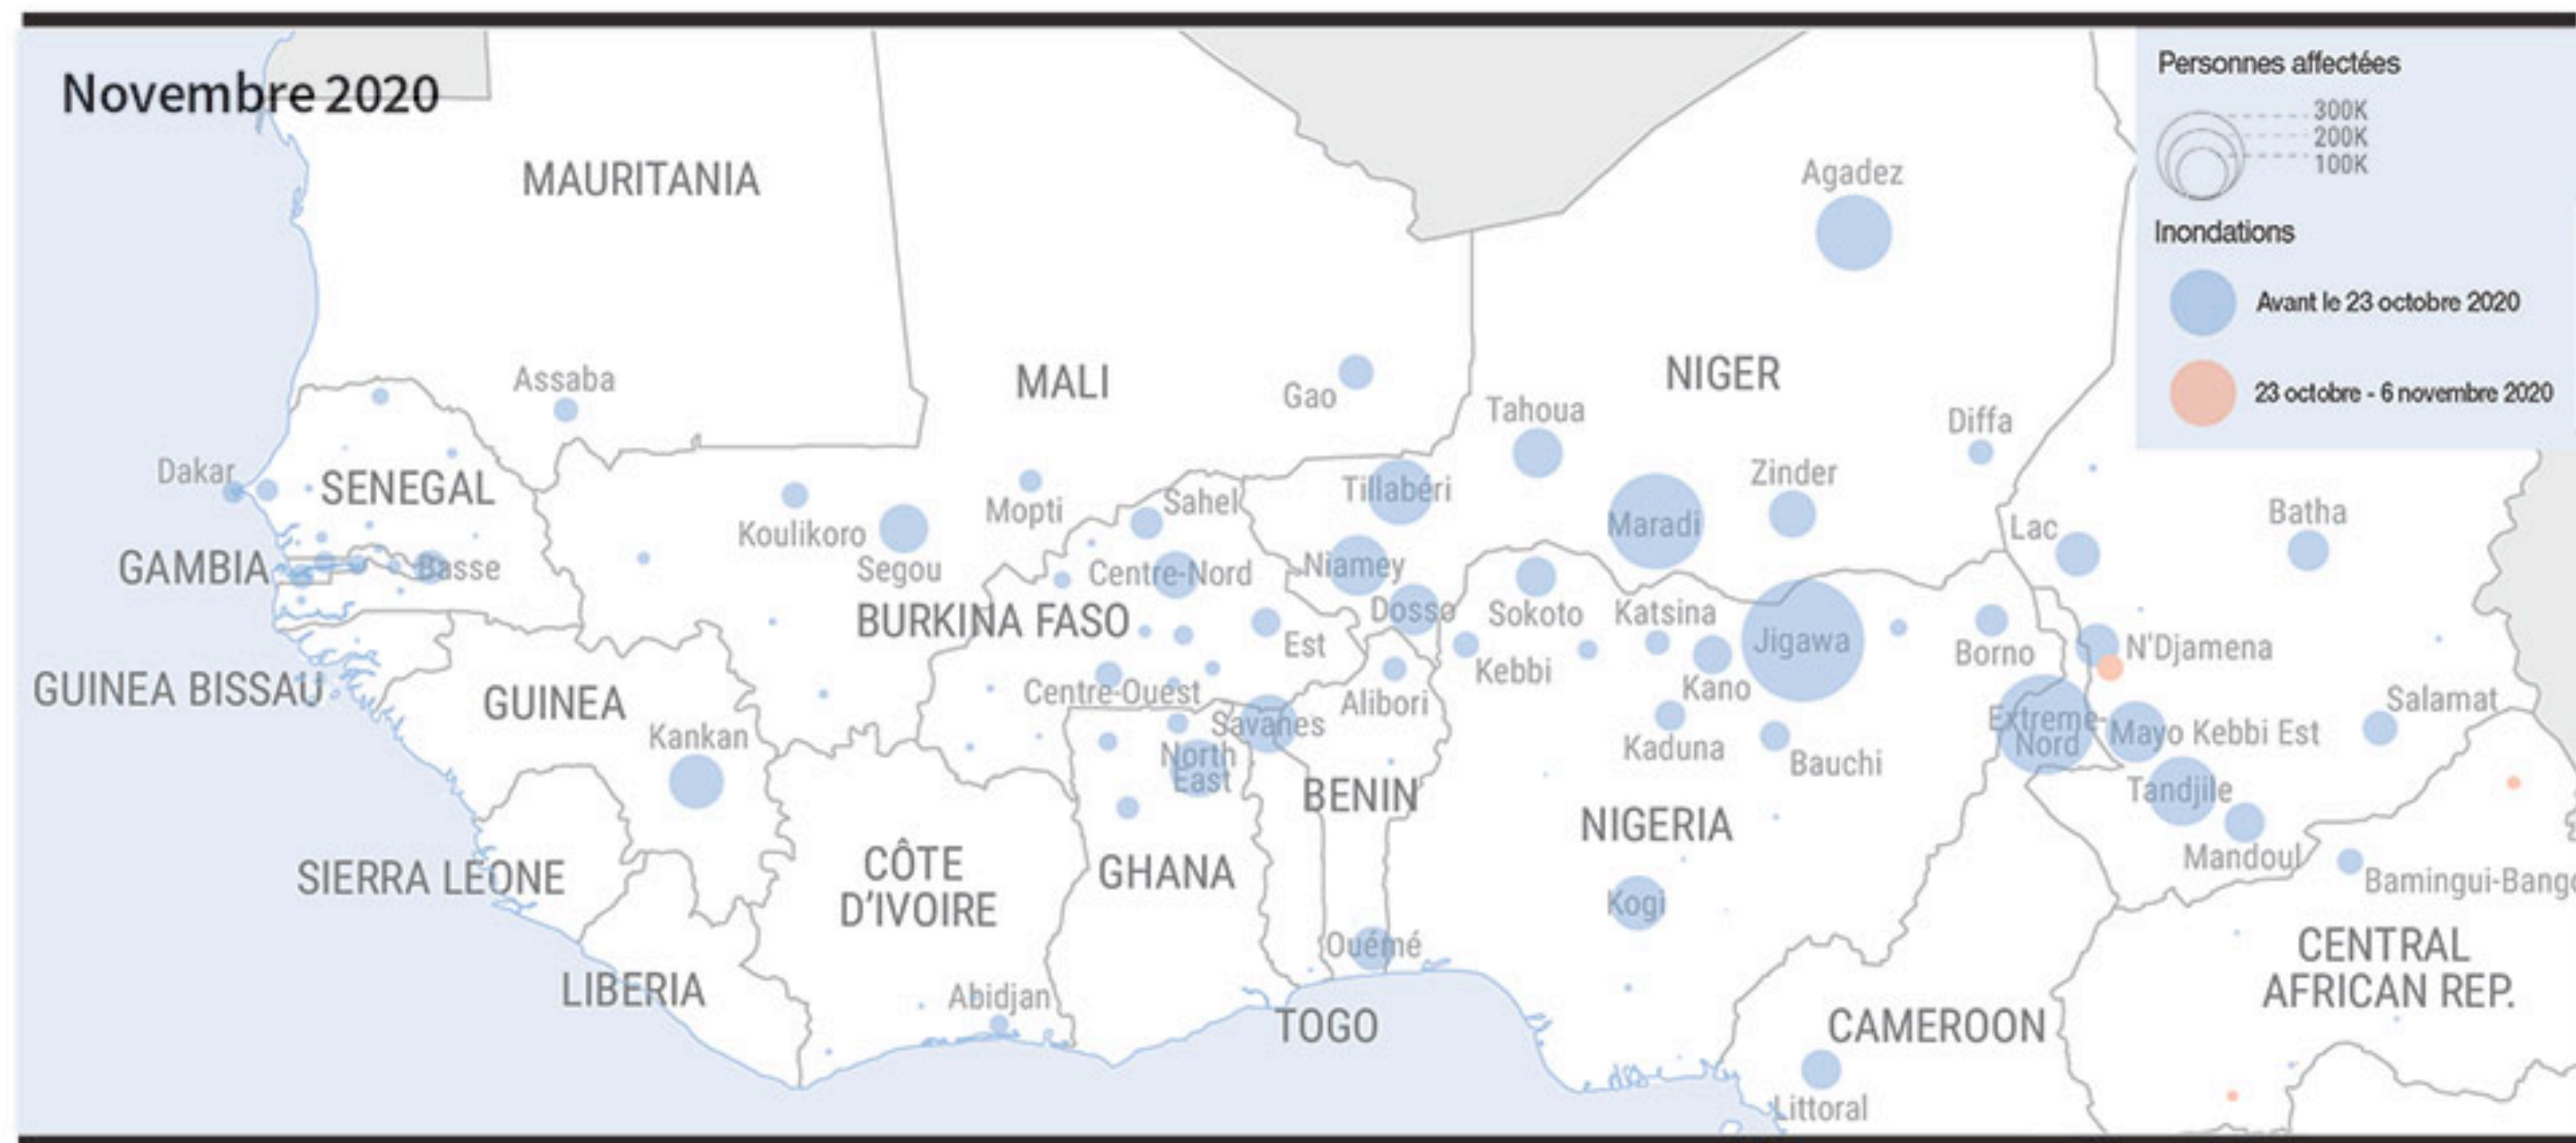 Novembre 2020
Personnes affectées
300K
200K
100K
Inondations
Avant le 23 octobre 2020
23 octobre - 6 novembre 2020
MAURITANIA
Agadez
Assaba
MALI
Gao
NIGER
Tahoua
Diffa
Dakar
SENEGAL
Koulikoro
Segou
Mopti
Sahel
Tillabéri
Maradi
Zinder
Lac
Batha
GAMBIA
Basse
Centre-Nord
Niamey
BURKINA FASO
Dosso
Sokoto
Katsina
Jigawa
Est
Kebbi
Kano
Borno
N'Djamena
GUINEA BISSAU
GUINEA
Kankan
Centre-Ouest
Savanes
Alibori
Kaduna
Bauchi
Extreme-
Nord
Mayo Kebbi Est
Salamat
North
East
BENIN
NIGERIA
Tandjile
Mandoul
SIERRA LEONE
CÔTE
D'IVOIRE
GHANA
Kogi
Bamingui-Bango
Ouémé
CENTRAL
AFRICAN REP.
LIBERIA
Abidjan
TOGO
CAMEROON
Littoral